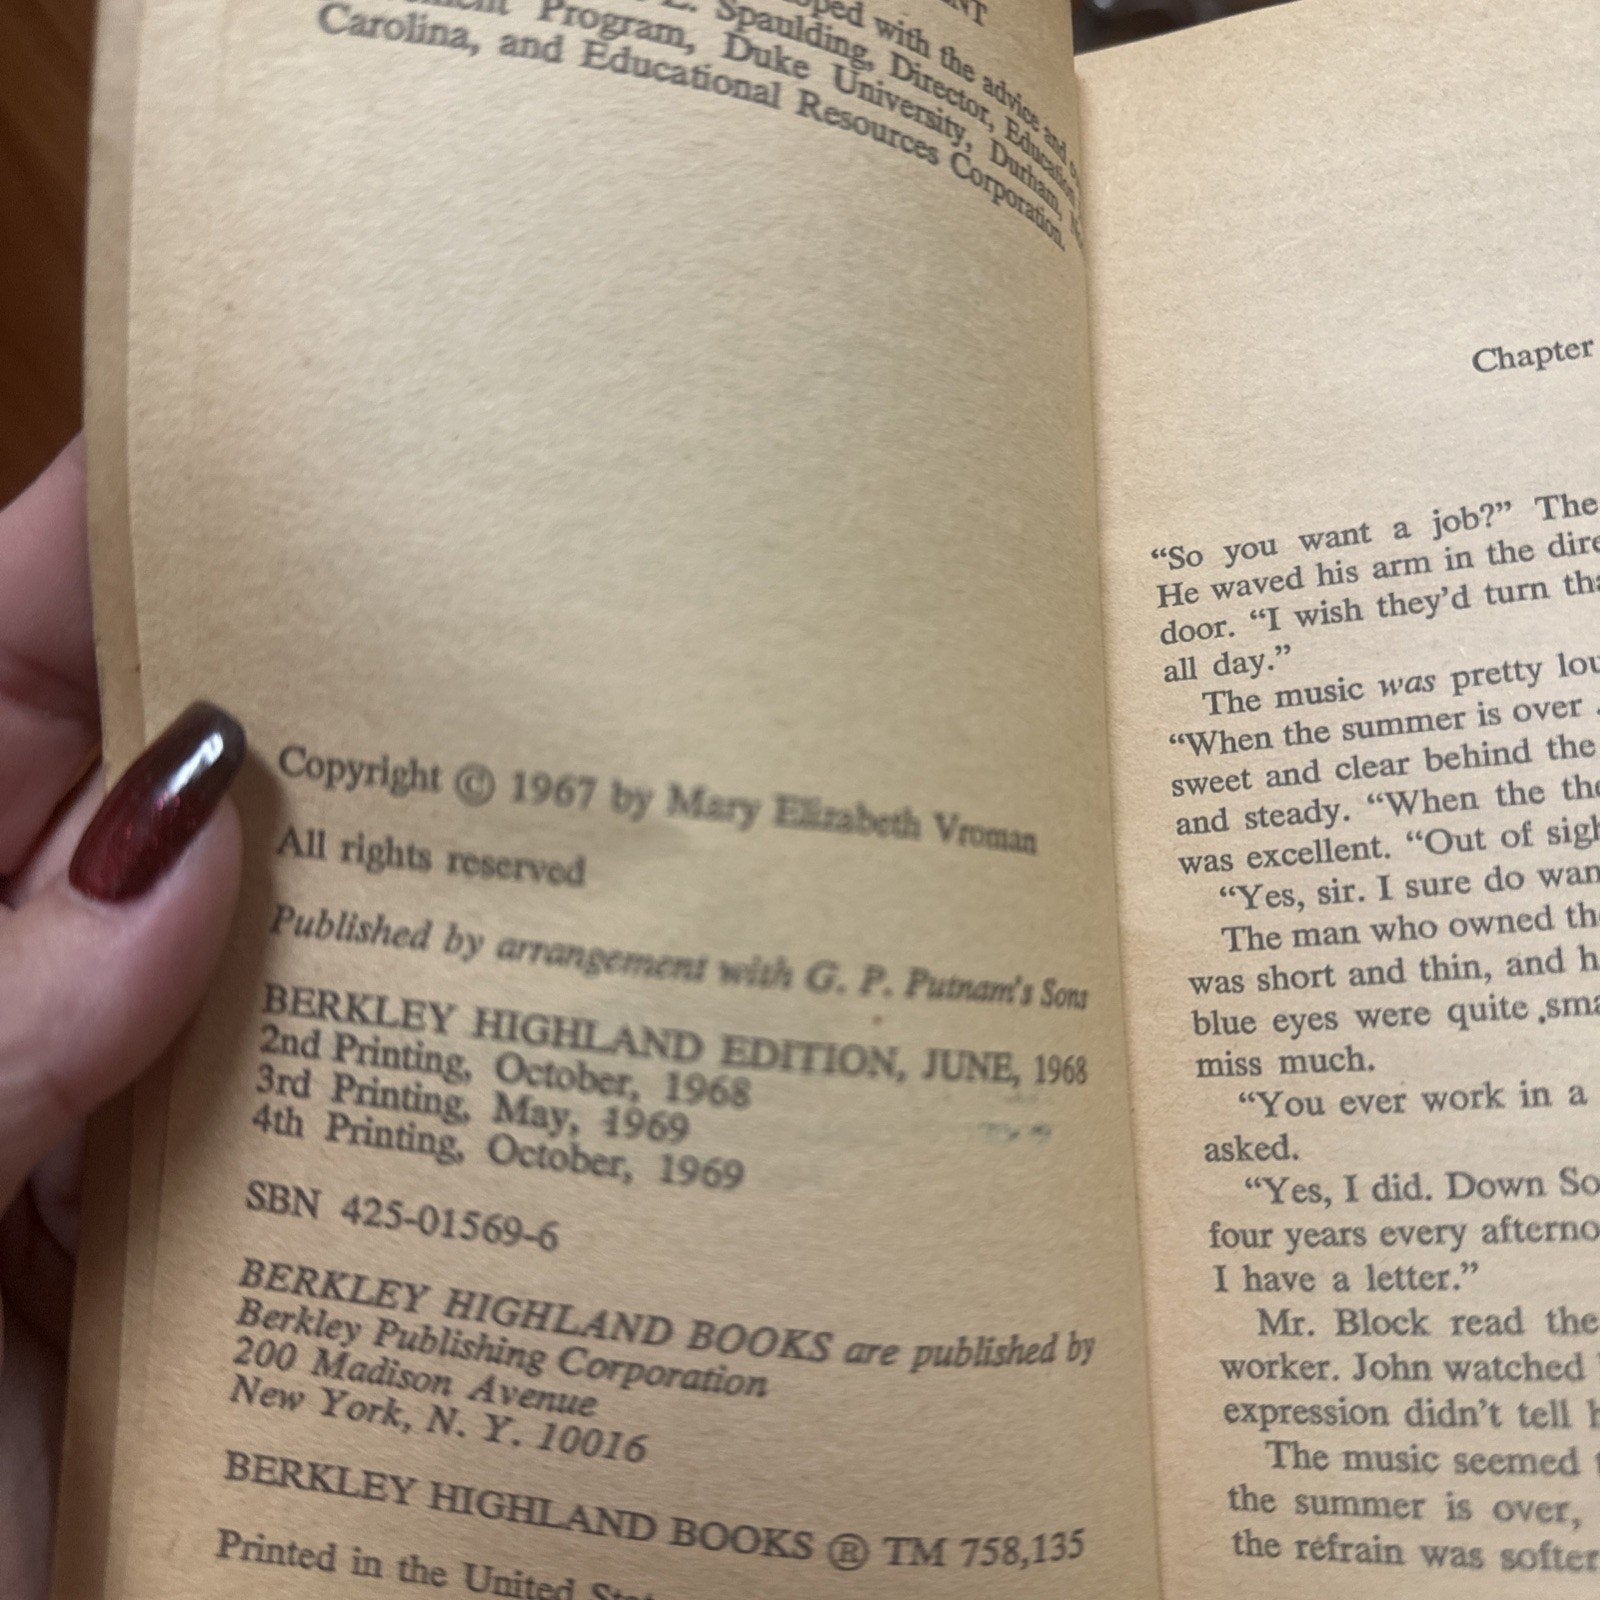 NT
ped with the advice and
Spaulding, Director, Education
Program, Duke University, Durham,
Carolina, and Educational Resources Corporation.
Copyright © 1967 by Mary Elizabeth Vroman
All rights reserved
Published by arrangement with G. P. Putnam's Sons
BERKLEY HIGHLAND EDITION, JUNE, 1968
2nd Printing, October, 1968
3rd Printing, May, 1969
4th Printing, October, 1969
SBN 425-01569-6
BERKLEY HIGHLAND BOOKS are published by
Berkley Publishing Corporation
200 Madison Avenue
New York, N. Y. 10016
BERKLEY HIGHLAND BOOKS ® TM 758,135
Printed in the United
Chapter
“So you want a job?” The
He waved his arm in the dire
door. “I wish they’d turn tha
all day.”
The music was pretty lou
“When the summer is over .
sweet and clear behind the
and steady. “When the the
was excellent. “Out of sigh
“Yes, sir. I sure do wan
The man who owned the
was short and thin, and h
blue eyes were quite sma
miss much.
“You ever work in a
asked.
“Yes, I did. Down So
four years every afterno
I have a letter.”
Mr. Block read the
worker. John watched
expression didn’t tell h
The music seemed
the summer is over,
the refrain was softer